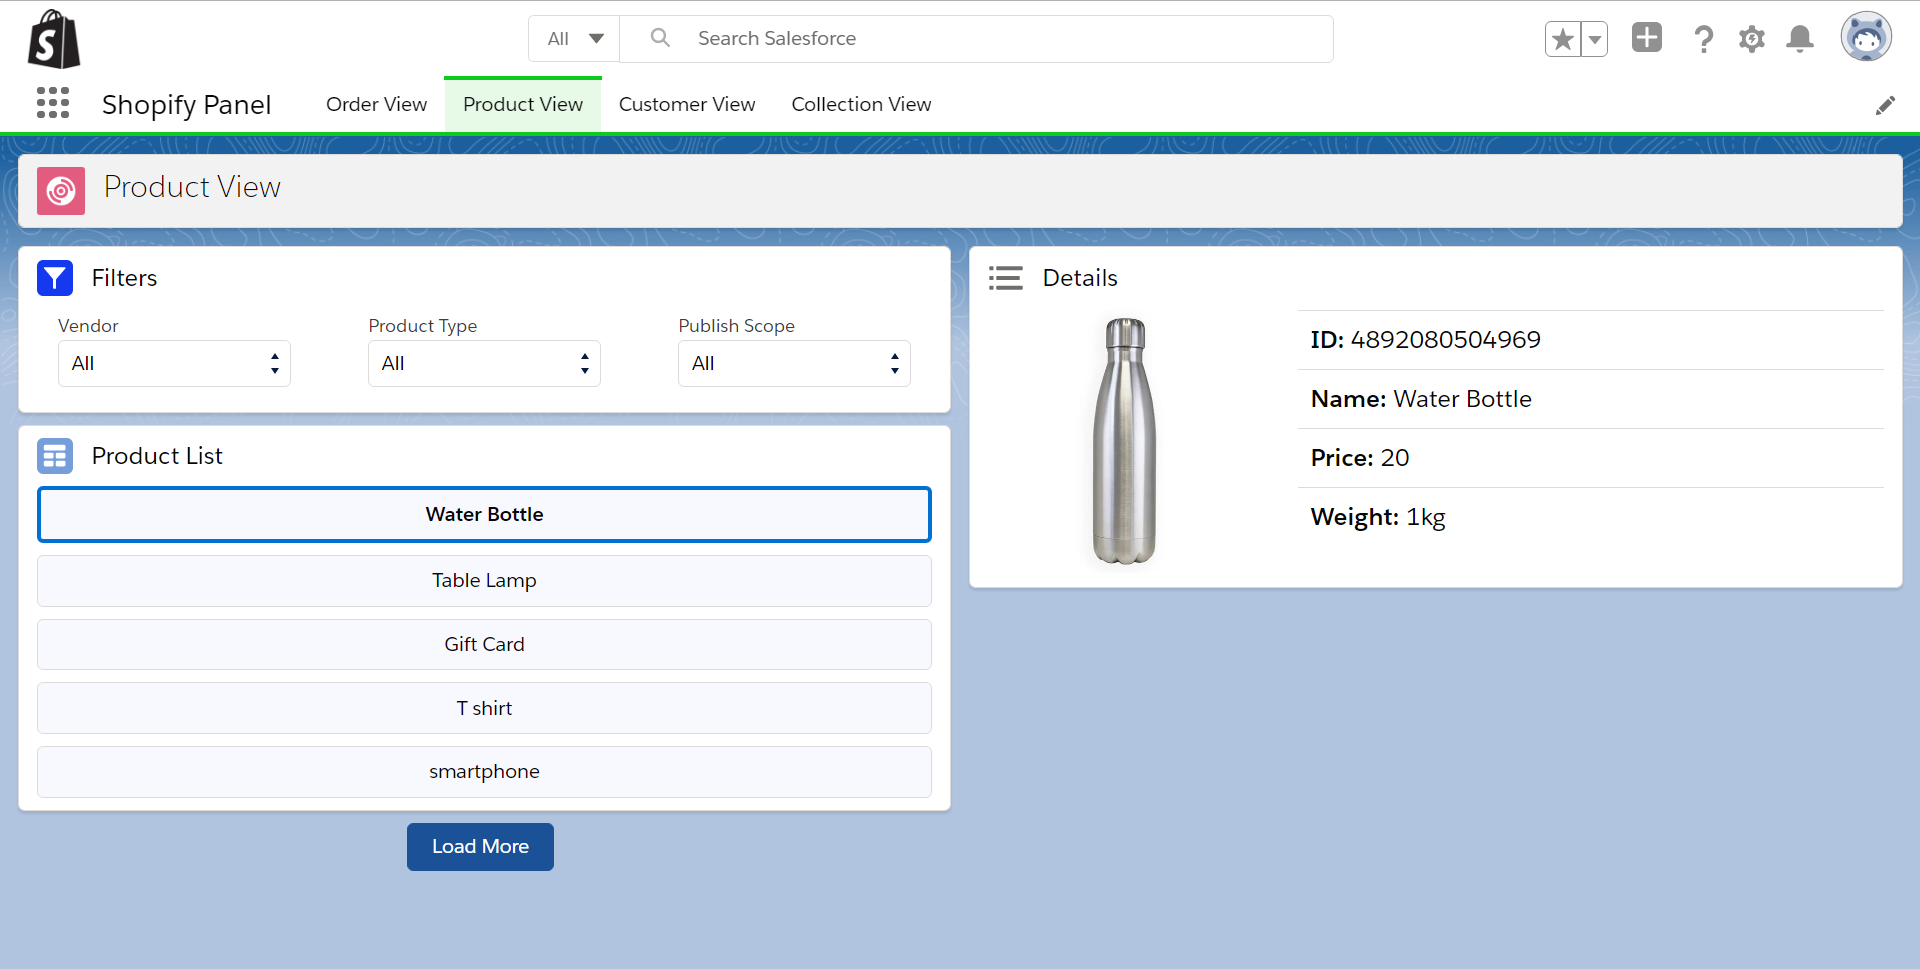 All
Search Salesforce
Shopify Panel
Order View
Product View
Customer View
Collection View
Product View
Filters
Vendor
Product Type
Publish Scope
All
All
All
Product List
Water Bottle
Table Lamp
Gift Card
T shirt
smartphone
Load More
Details
ID: 4892080504969
Name: Water Bottle
Price: 20
Weight: 1kg